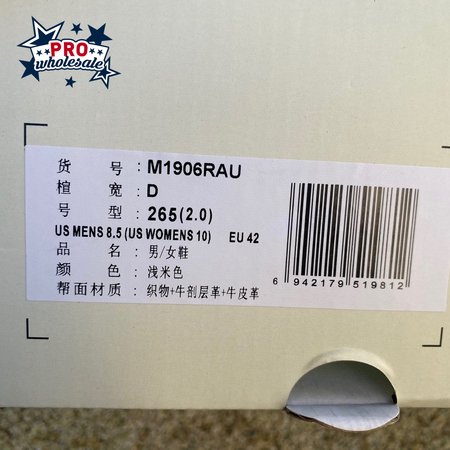 PRO
wholesale
货 号 : M1906RAU
楦 宽 : D
号 型 : 265(2.0)
US MENS 8.5 (US WOMENS 10) EU 42
品 名 : 男/女鞋
颜 色 : 浅米色
帮面材质 : 织物+牛剖层革+牛皮革
6 942179 519812